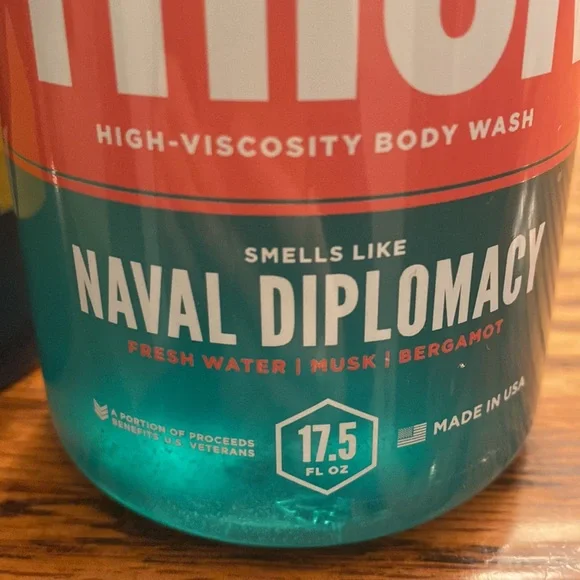 HIGH-VISCOSITY BODY WASH
SMELLS LIKE
NAVAL DIPLOMACY
FRESH WATER | MUSK | BERGAMOT
A PORTION OF PROCEEDS
BENEFITS U.S. VETERANS
17.5
FL OZ
MADE IN USA